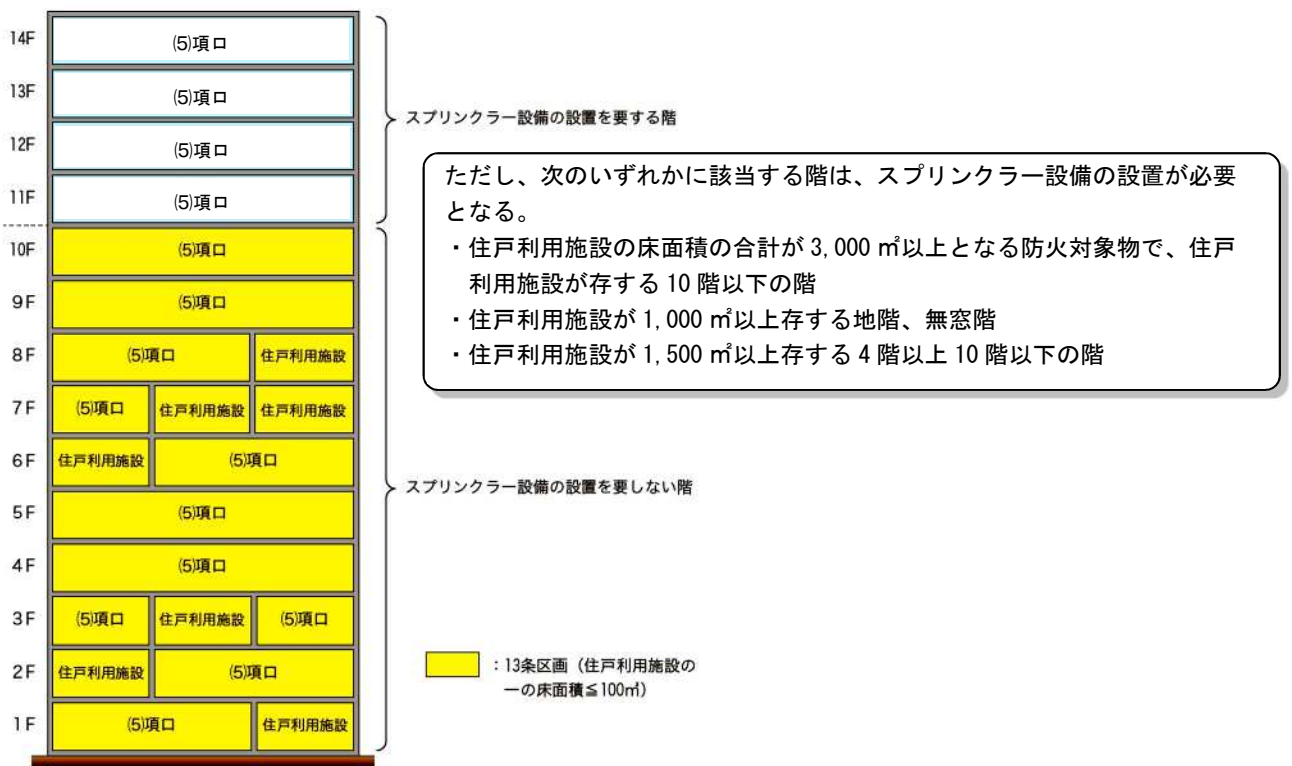 14F
(5)項ロ
13F
(5)項ロ
12F
(5)項ロ
11F
(5)項ロ
スプリンクラー設備の設置を要する階
ただし、次のいずれかに該当する階は、スプリンクラー設備の設置が必要
となる。
・住戸利用施設の床面積の合計が 3,000 ㎡以上となる防火対象物で、住戸
利用施設が存する 10 階以下の階
・住戸利用施設が 1,000 ㎡以上存する地階、無窓階
・住戸利用施設が 1,500 ㎡以上存する 4 階以上 10 階以下の階
10F
(5)項ロ
9F
(5)項ロ
8F
(5)項ロ 住戸利用施設
7F
(5)項ロ 住戸利用施設 住戸利用施設
6F
住戸利用施設 (5)項ロ
5F
(5)項ロ
4F
(5)項ロ
3F
(5)項ロ 住戸利用施設 (5)項ロ
2F
住戸利用施設 (5)項ロ
1F
(5)項ロ 住戸利用施設
スプリンクラー設備の設置を要しない階
：13条区画（住戸利用施設の
一の床面積≦100㎡）